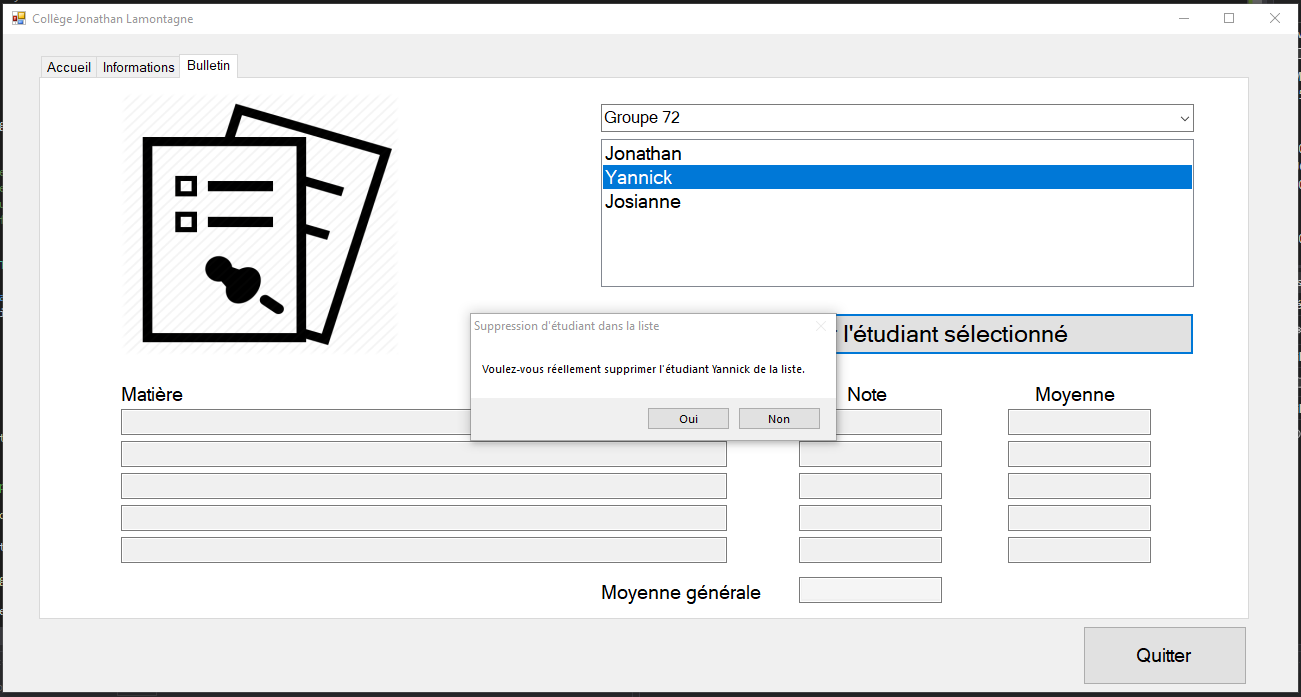 Collège Jonathan Lamontagne
Accueil Informations Bulletin
Groupe 72
Jonathan
Yannick
Josianne
Suppression d'étudiant dans la liste
l'étudiant sélectionné
Voulez-vous réellement supprimer l'étudiant Yannick de la liste.
Oui Non
Matière Note Moyenne
Moyenne générale
Quitter